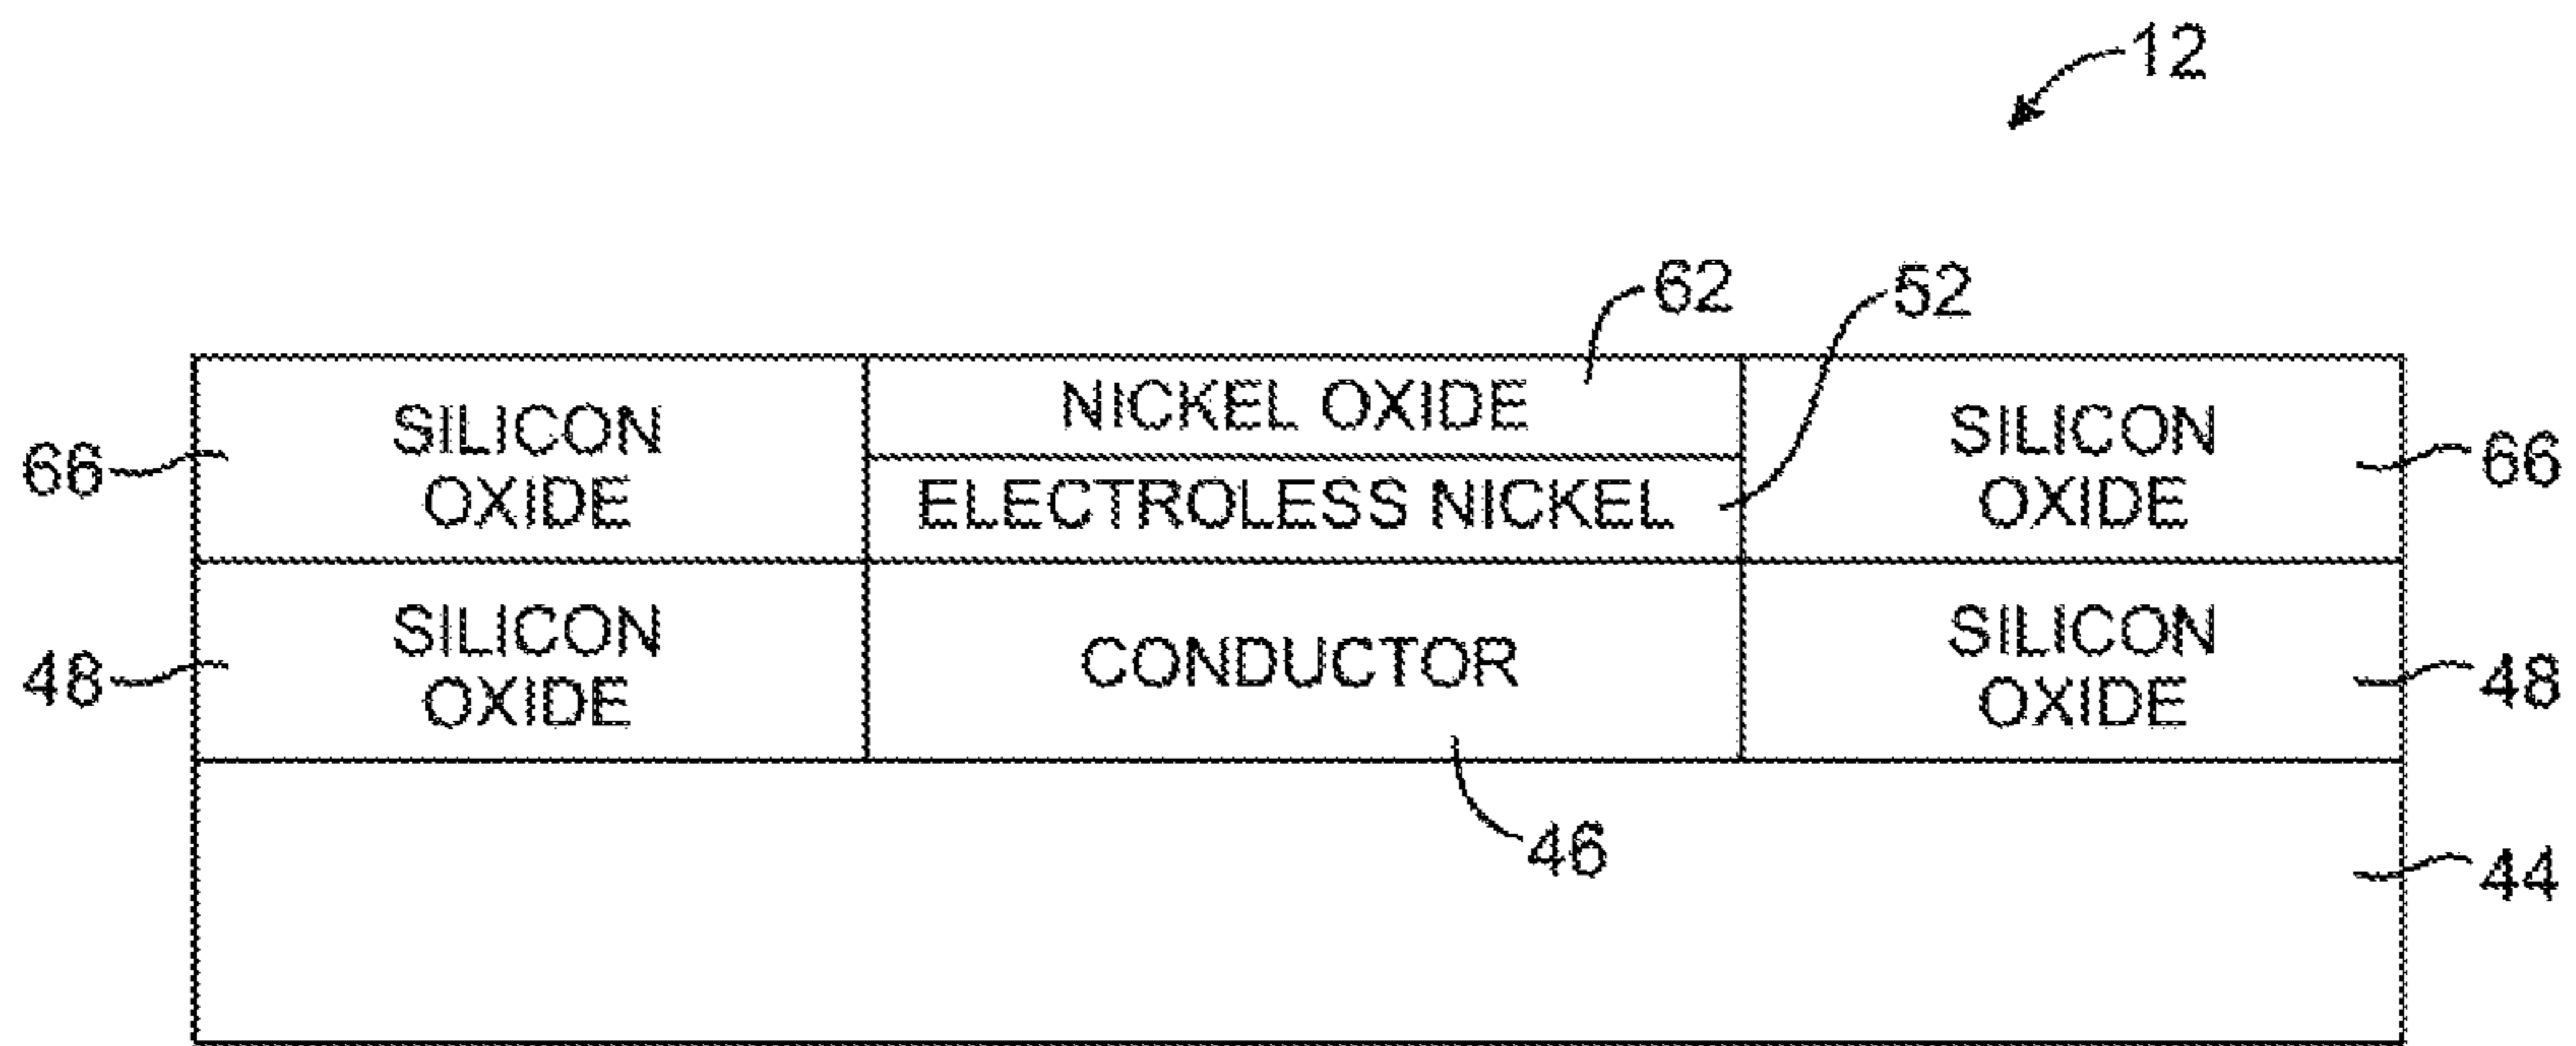 12
62
52
NICKEL OXIDE
SILICON
OXIDE
SILICON
OXIDE
66
66
ELECTROLESS NICKEL
SILICON
OXIDE
CONDUCTOR
SILICON
OXIDE
48
48
46
44